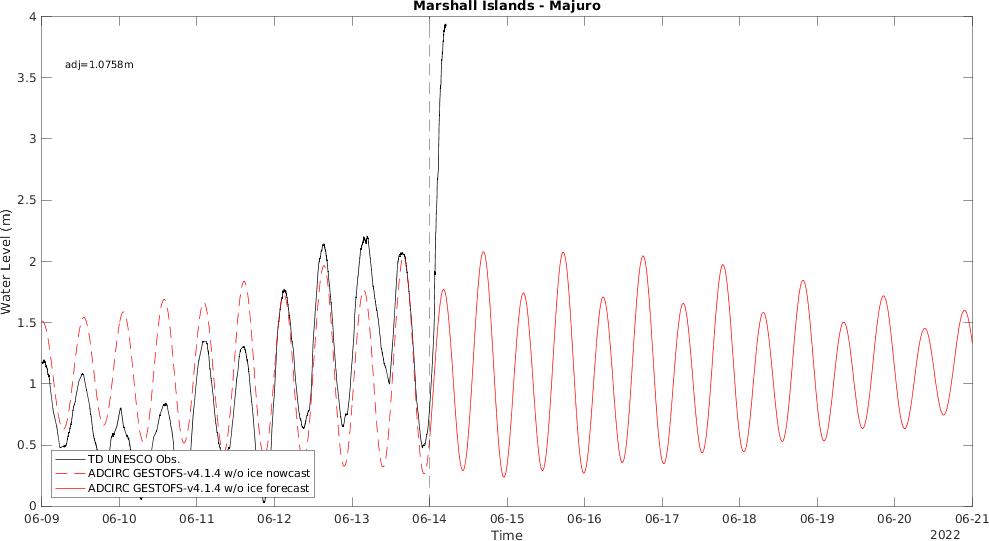 Marshall Islands - Majuro
adj=1.0758m
Water Level (m)
4
3.5
3
2.5
2
1.5
1
0.5
0
TD UNESCO Obs.
ADCIRC GESTOFS-v4.1.4 w/o ice nowcast
ADCIRC GESTOFS-v4.1.4 w/o ice forecast
06-09 06-10 06-11 06-12 06-13 06-14 06-15 06-16 06-17 06-18 06-19 06-20 06-21
Time
2022